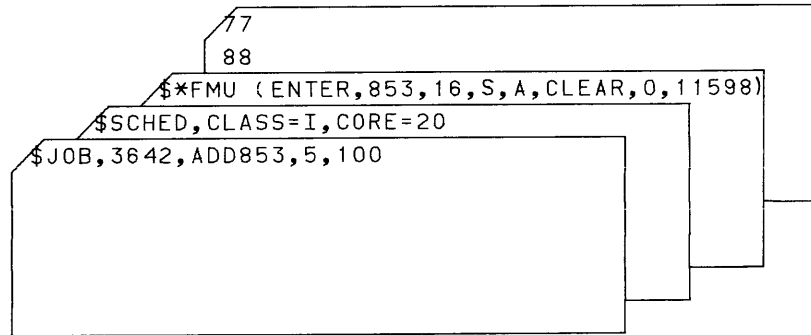 77
88
$*FMU (ENTER,853,16,S,A,CLEAR,0,11598)
$SCHED,CLASS=I,CORE=20
$JOB,3642,ADD853,5,100